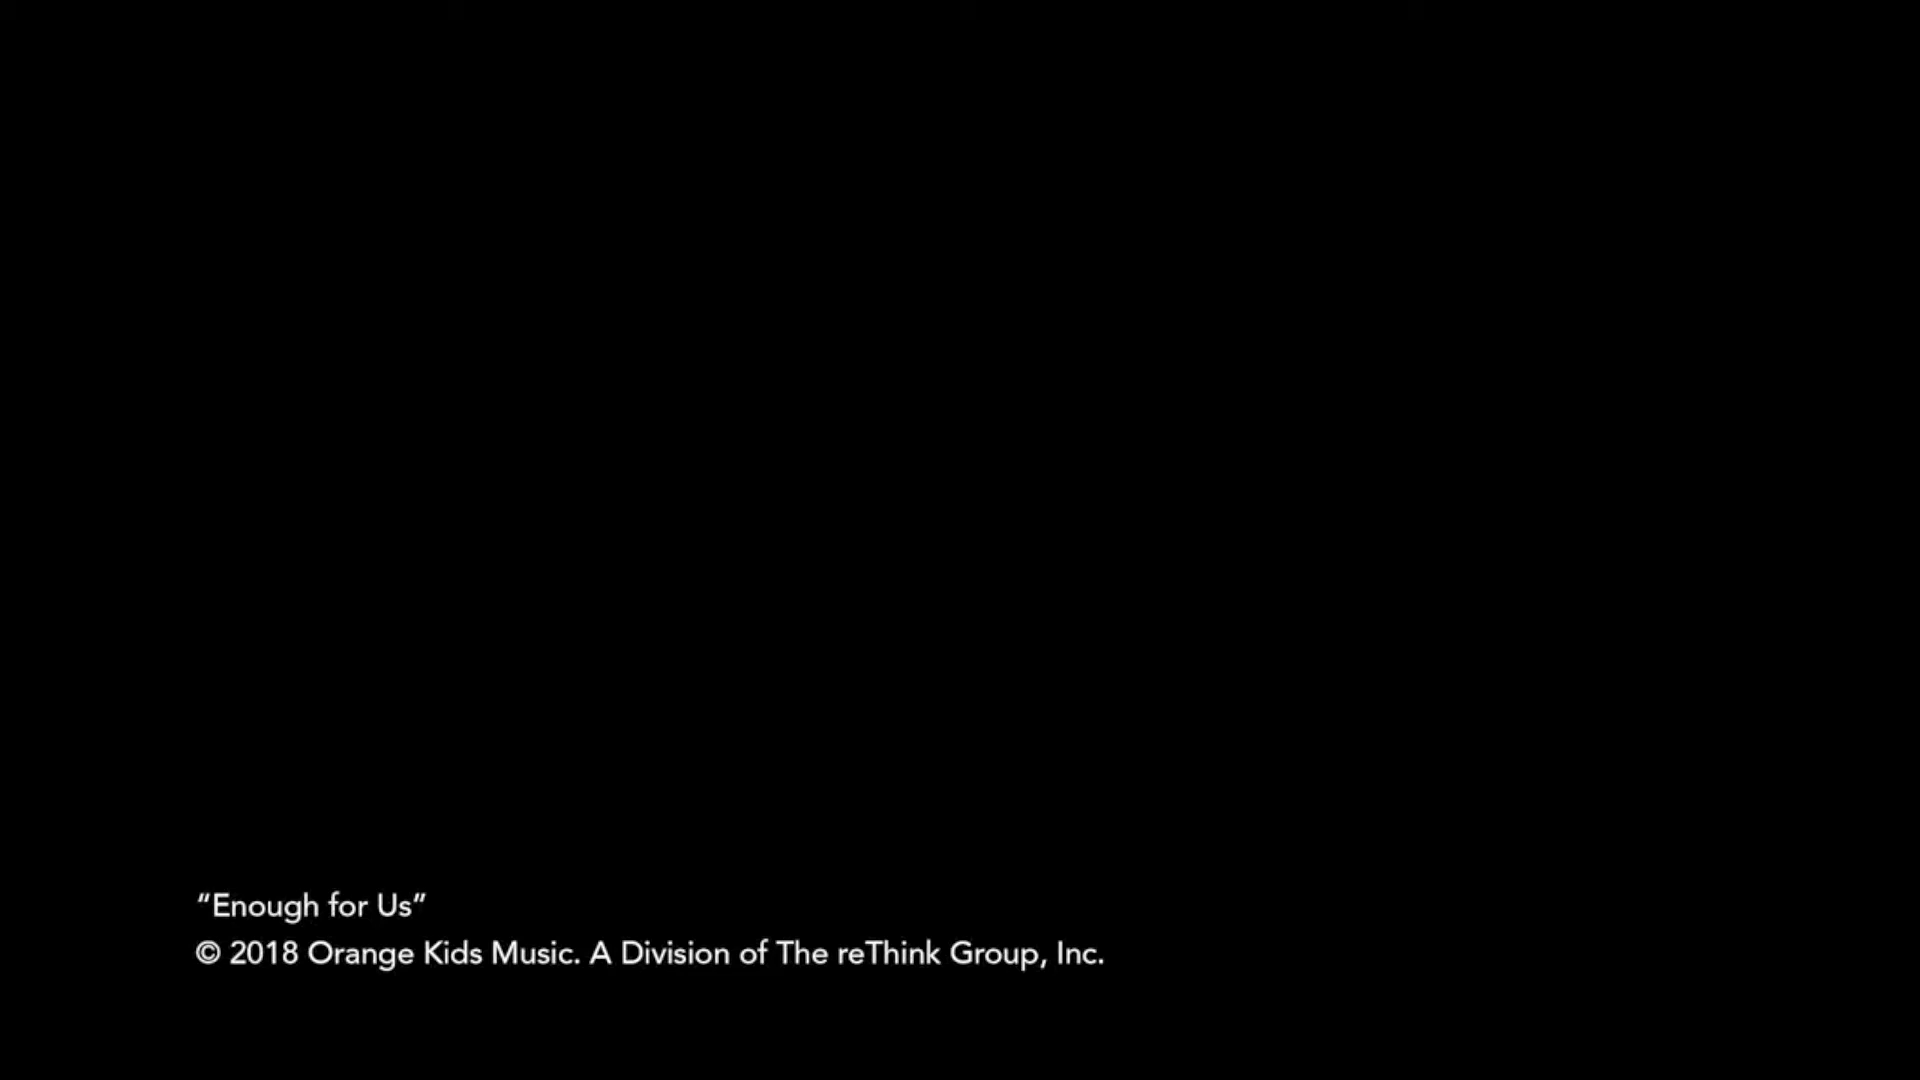 “Enough for Us”
© 2018 Orange Kids Music. A Division of The reThink Group, Inc.